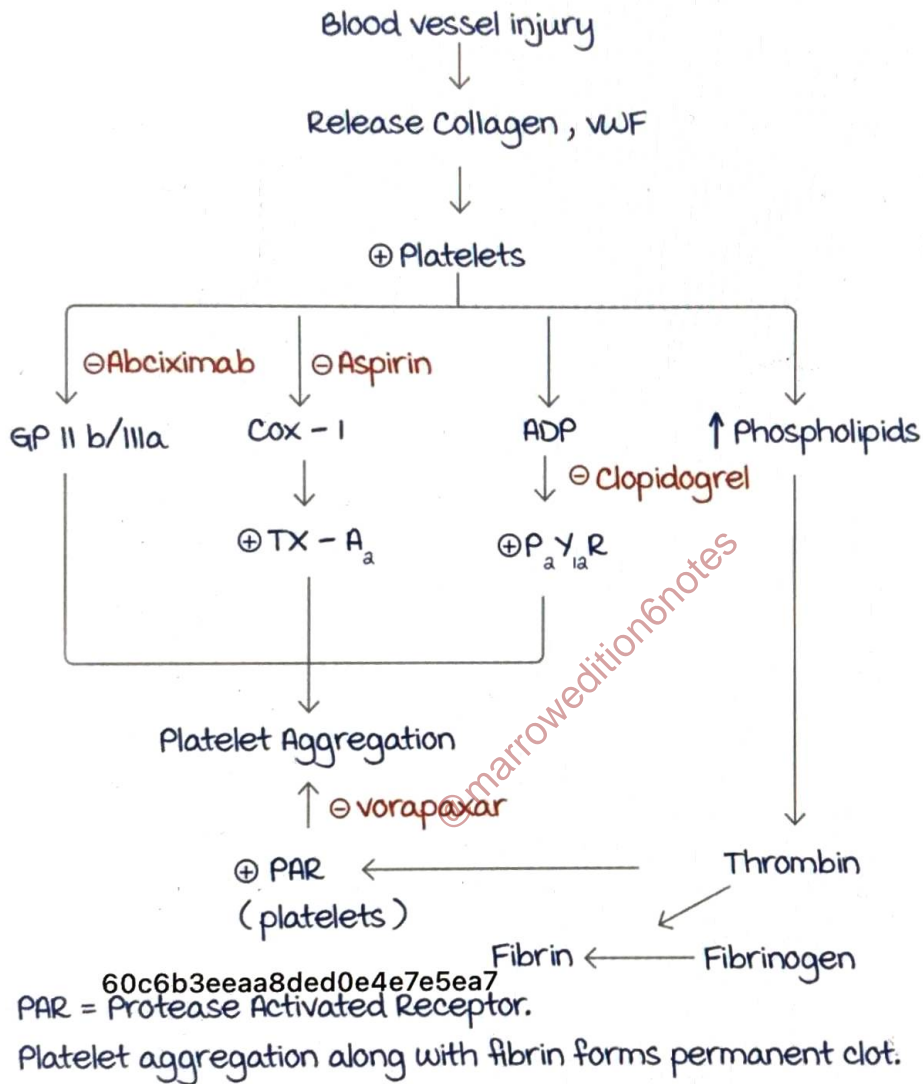 Blood vessel injury
Release Collagen, vWF
⊕ Platelets
⊖Abciximab
⊖Aspirin
GP II b/IIIa
COX - 1
ADP
↑ Phospholipids
⊖ Clopidogrel
⊕ TX - A₂
⊕P₂Y₁₂R
@marrowedition6notes
Platelet Aggregation
⊖ vorapaxar
⊕ PAR
Thrombin
(platelets)
Fibrin
Fibrinogen
60c6b3eeaa8ded0e4e7e5ea7
PAR = Protease Activated Receptor.
Platelet aggregation along with fibrin forms permanent clot.